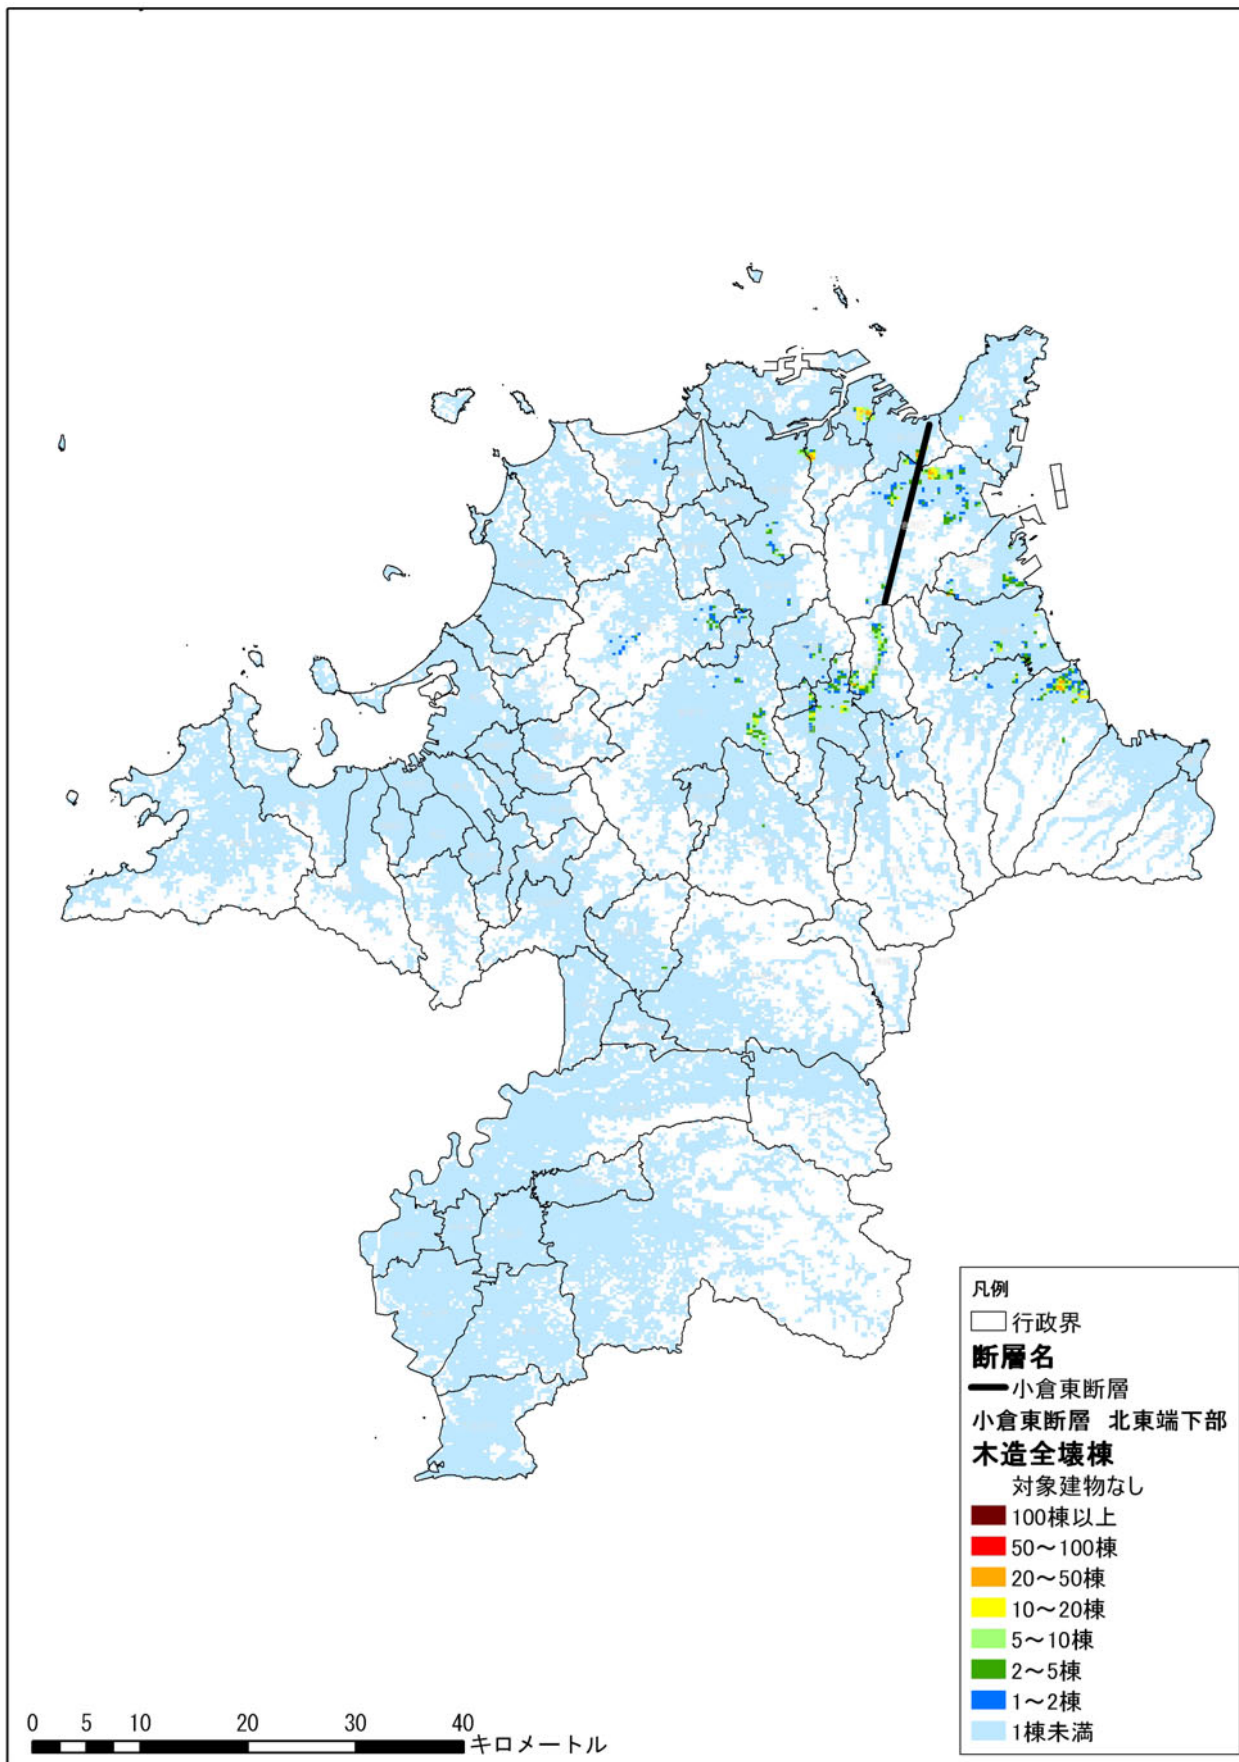 凡例
行政界
断層名
小倉東断層
小倉東断層 北東端下部
木造全壊棟
対象建物なし
100棟以上
50～100棟
20～50棟
10～20棟
5～10棟
2～5棟
1～2棟
1棟未満
0 5 10 20 30 40
キロメートル